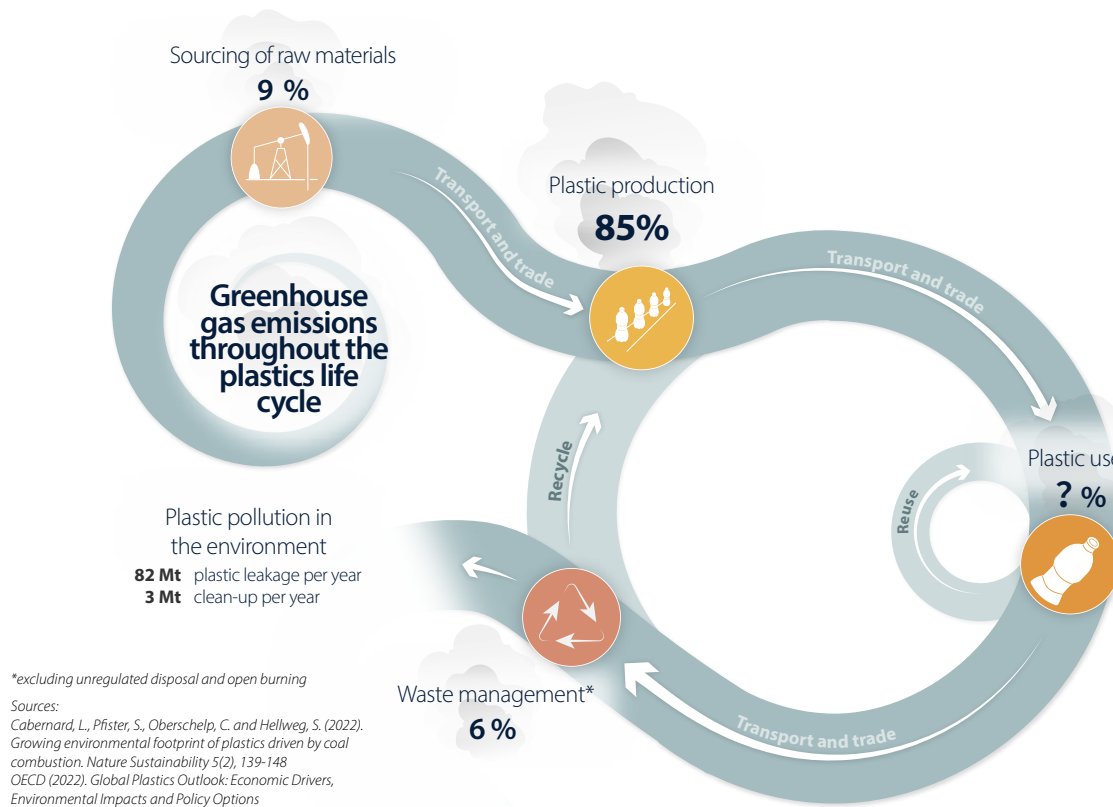 Sourcing of raw materials
9 %
Transport and trade
Plastic production
85%
Transport and trade
Greenhouse
gas emissions
throughout the
plastics life
cycle
Recycle
Reuse
Plastic use
? %
Plastic pollution in
the environment
82 Mt plastic leakage per year
3 Mt clean-up per year
Waste management*
6 %
Transport and trade
*excluding unregulated disposal and open burning
Sources:
Cabernard, L., Pfister, S., Oberschelp, C. and Hellweg, S. (2022).
Growing environmental footprint of plastics driven by coal
combustion. Nature Sustainability 5(2), 139-148
OECD (2022). Global Plastics Outlook: Economic Drivers,
Environmental Impacts and Policy Options